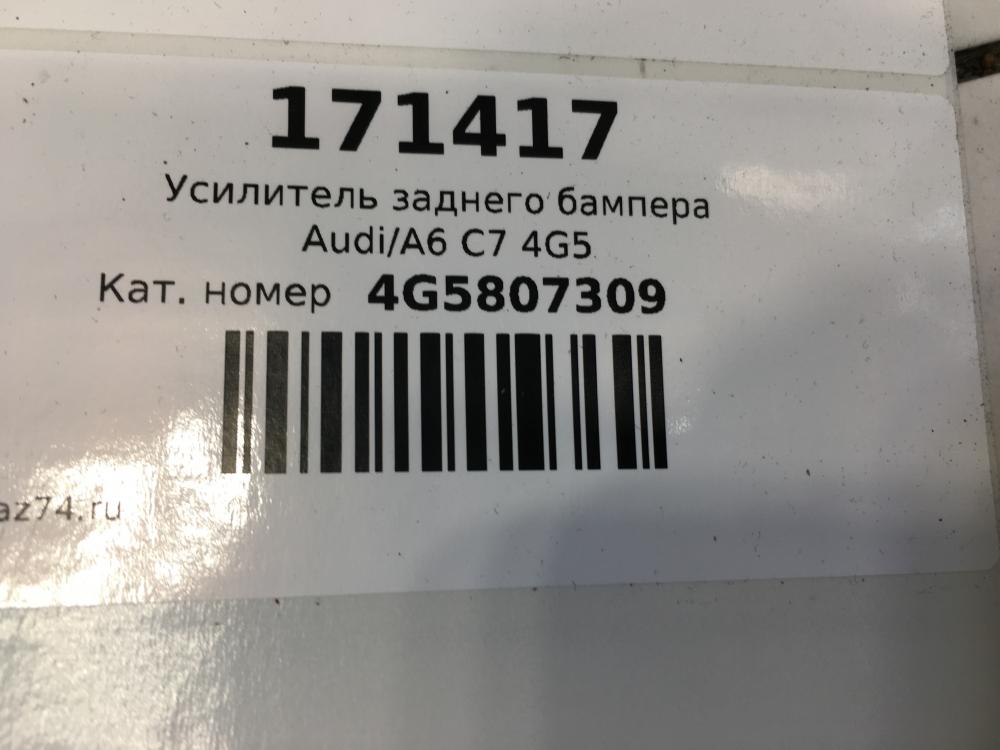 171417
Усилитель заднего бампера
Audi/A6 C7 4G5
Кат. номер 4G5807309
az74.ru